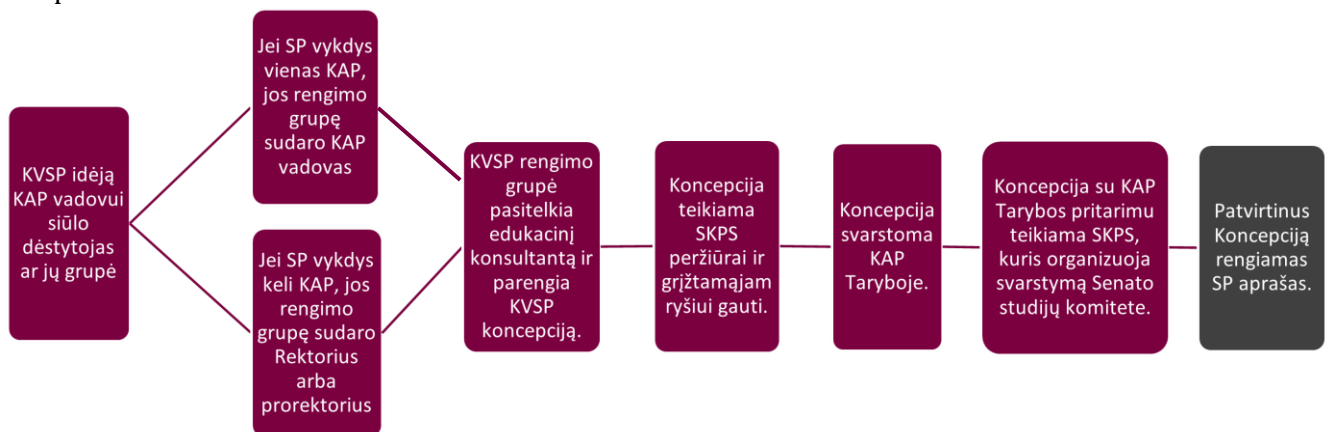 KVSP idėją
KAP vadovui
siūlo
dėstytojas
ar jų grupė
Jei SP vykdys
vienas KAP,
jos rengimo
grupę
sudaro KAP
vadovas
Jei SP vykdys
keli KAP, jos
rengimo
grupę sudaro
Rektorius
arba
prorektorius
KVSP rengimo
grupė
pasitelkia
edukacinį
konsultantą ir
parengia
KVSP
koncepciją.
Koncepcija
teikiama
SKPS
peržiūrai ir
grįžtamąjam
ryšiui gauti.
Koncepcija
svarstoma
KAP
Taryboje.
Koncepcija su KAP
Tarybos pritarimu
teikiama SKPS,
kuris organizuoja
svarstymą Senato
studijų komitete.
Patvirtinus
Koncepciją
rengiamas
SP aprašas.